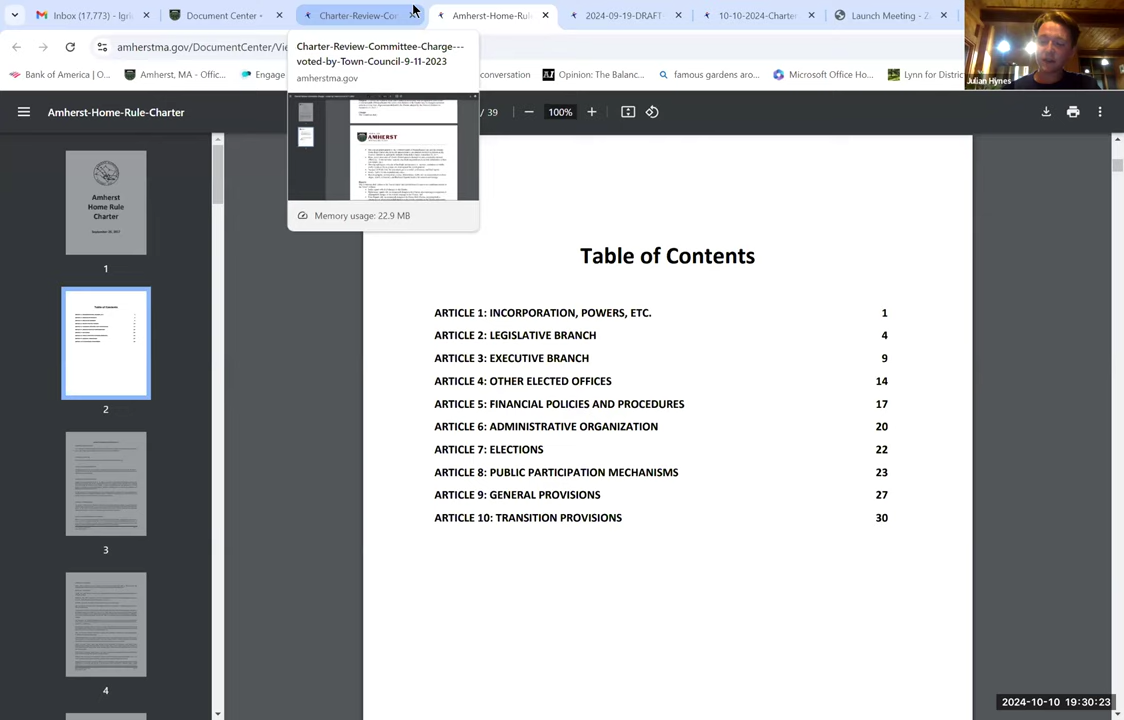 Inbox (17,773) - lgri
Document Center -
Charter-Review-Co
Amherst-Home-Rul
2024-09-19-DRAFT
10-10-2024-Charter
Launch Meeting - Z
amherstma.gov/DocumentCenter/Vie
Bank of America | O...
Amherst, MA - Offic...
Engage
onversation
Opinion: The Balanc...
famous gardens aro...
Microsoft Office Ho...
Lynn for Distric
Charter-Review-Committee-Charge---
voted-by-Town-Council-9-11-2023
amherstma.gov
AMHERST
Memory usage: 22.9 MB
Julian Hynes
Amherst-Home-Rule-Charter
/ 39
100%
Amherst
Home Rule
Charter
1
2
3
4
Table of Contents
ARTICLE 1: INCORPORATION, POWERS, ETC. 1
ARTICLE 2: LEGISLATIVE BRANCH 4
ARTICLE 3: EXECUTIVE BRANCH 9
ARTICLE 4: OTHER ELECTED OFFICES 14
ARTICLE 5: FINANCIAL POLICIES AND PROCEDURES 17
ARTICLE 6: ADMINISTRATIVE ORGANIZATION 20
ARTICLE 7: ELECTIONS 22
ARTICLE 8: PUBLIC PARTICIPATION MECHANISMS 23
ARTICLE 9: GENERAL PROVISIONS 27
ARTICLE 10: TRANSITION PROVISIONS 30
2024-10-10 19:30:23